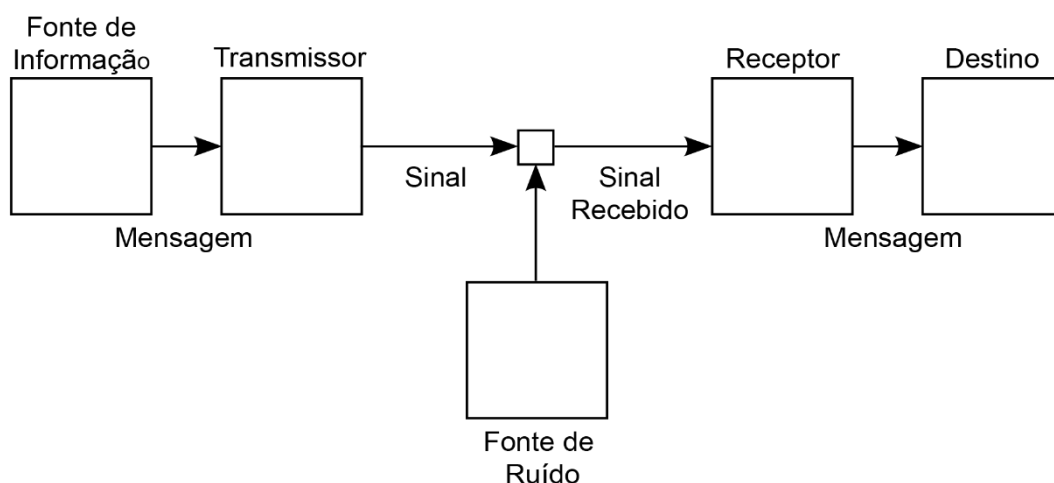 Fonte de
Informação
Transmissor
Receptor
Destino
Sinal
Sinal
Recebido
Mensagem
Mensagem
Fonte de
Ruído